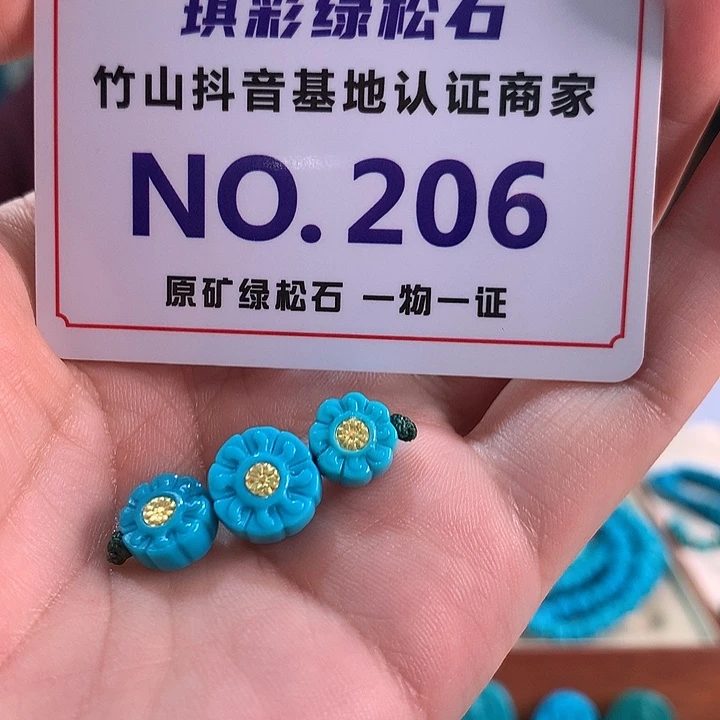 琪彩绿松石
竹山抖音基地认证商家
NO.206
原矿绿松石 一物一证